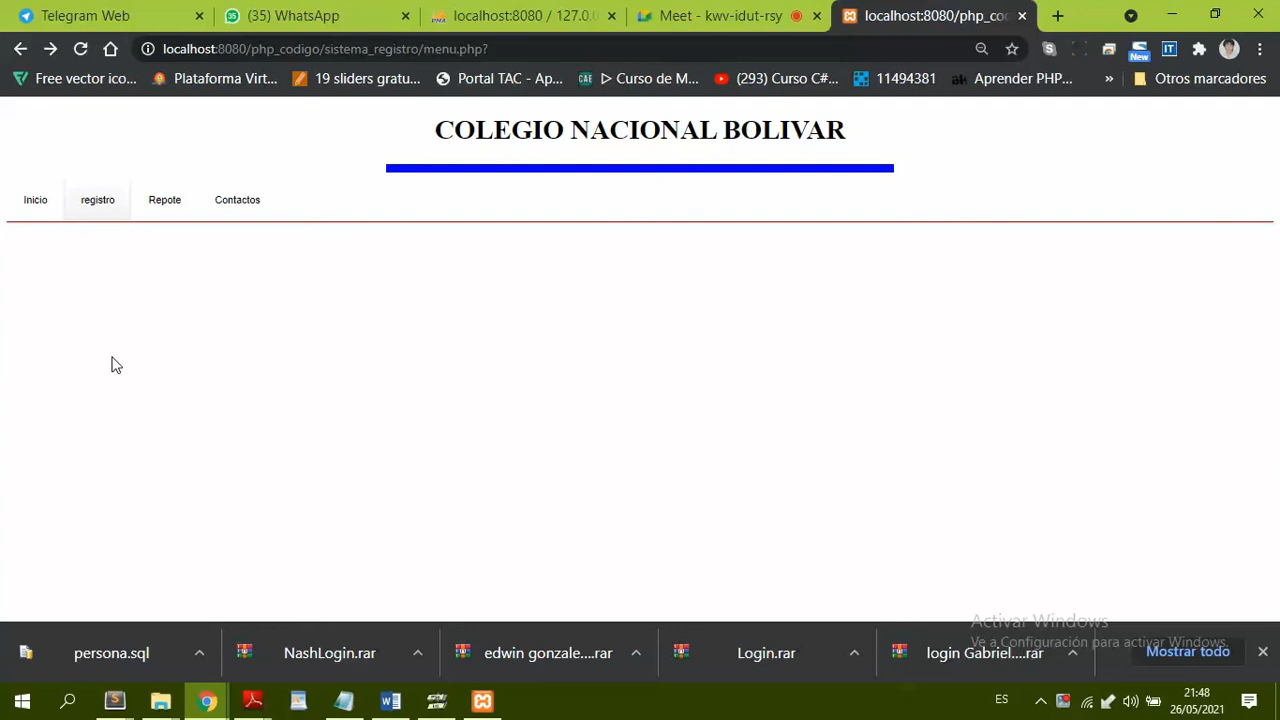 Telegram Web
(35) WhatsApp
localhost:8080 / 127.0.0
Meet - kwv-idut-rsy
localhost:8080/php_co
localhost:8080/php_codigo/sistema_registro/menu.php?
New
Free vector ico...
Plataforma Virt...
19 sliders gratu...
Portal TAC - Ap...
CAE ▷ Curso de M...
(293) Curso C#...
11494381
ak Aprender PHP...
»
Otros marcadores
COLEGIO NACIONAL BOLIVAR
Inicio
registro
Repote
Contactos
Activar Windows
Ve a Configuración para activar Windows.
persona.sql
NashLogin.rar
edwin gonzale....rar
Login.rar
login Gabriel....rar
Mostrar todo
ES
21:48
26/05/2021